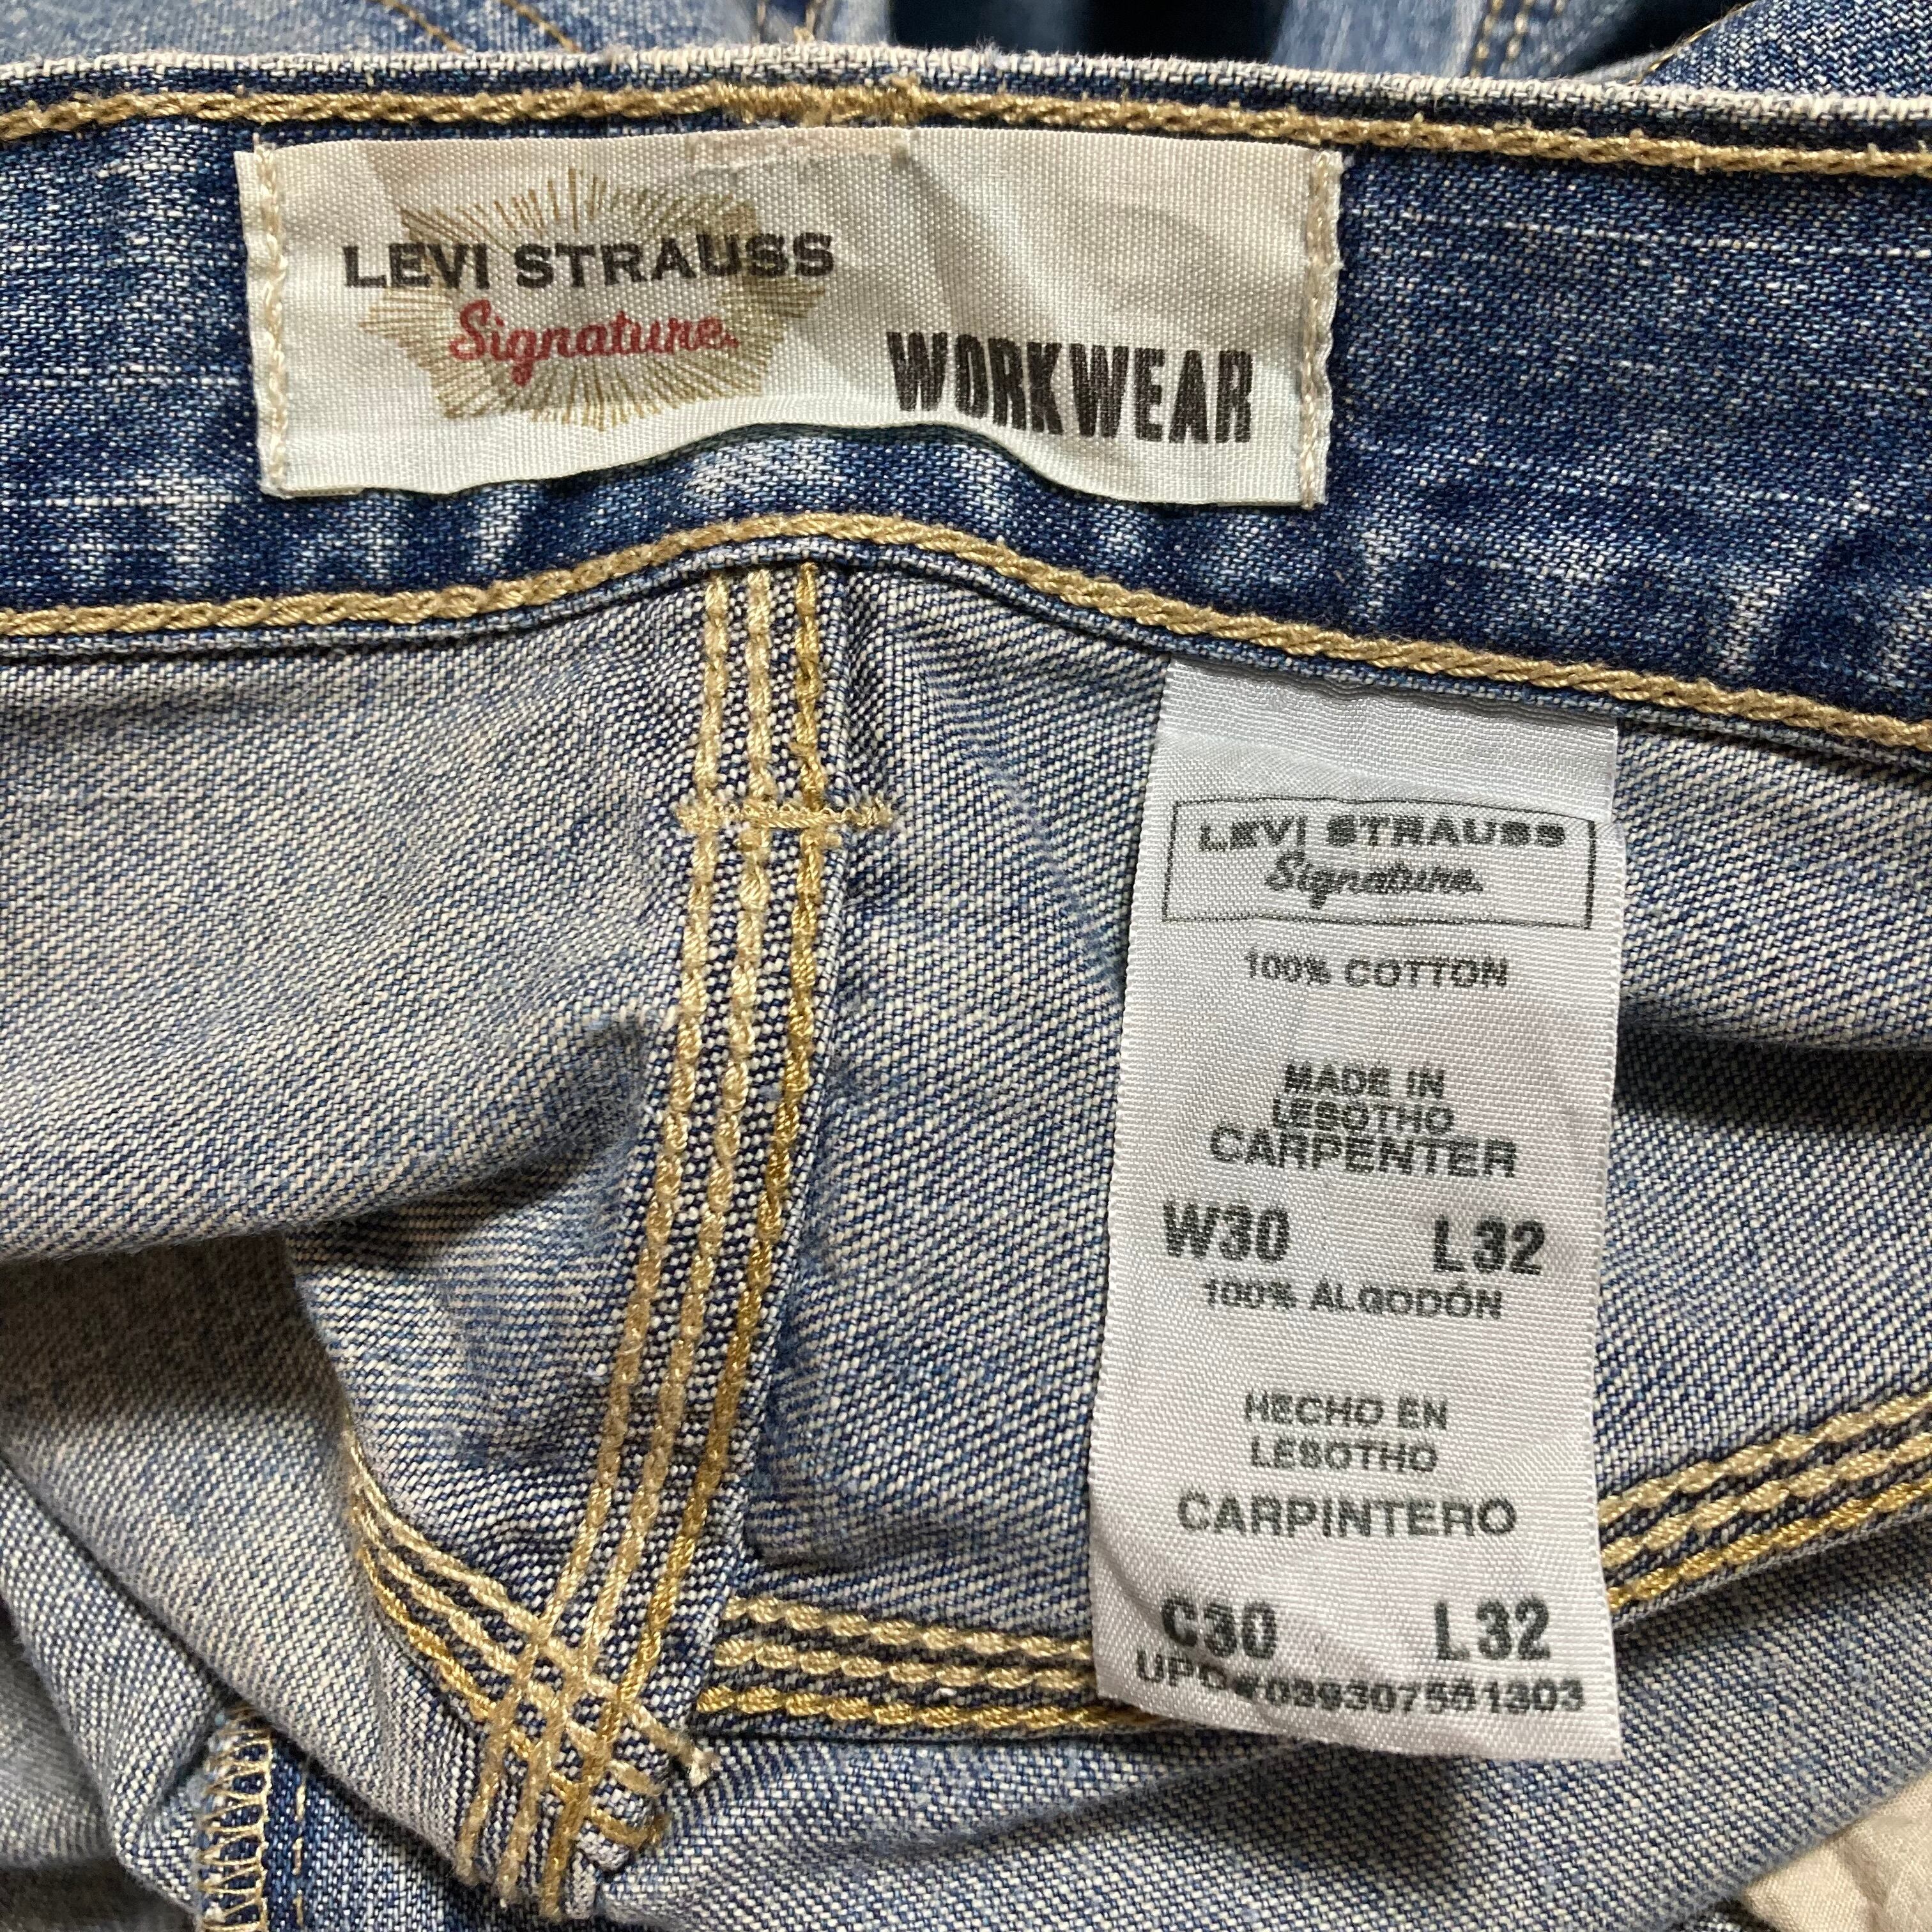 LEVI STRAUSS
Signature.
WORKWEAR
LEVI STRAUSS
Signature.
100% COTTON
MADE IN
LESOTHO
CARPENTER
W30 L32
100% ALGODÓN
HECHO EN
LESOTHO
CARPINTERO
C30 L32